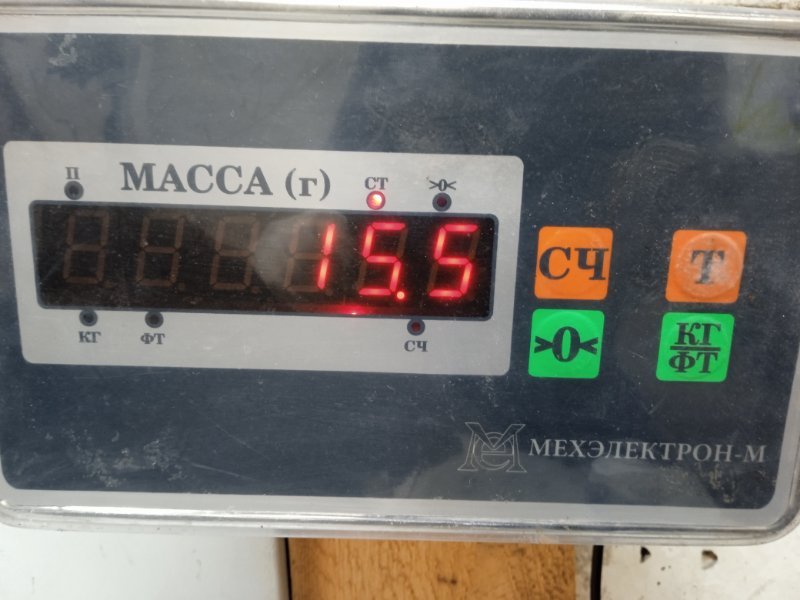 П МАССА (г) СТ >0<
15.5
КГ ФТ СЧ
СЧ Т
>0< КГ/ФТ
МЕХЭЛЕКТРОН-М